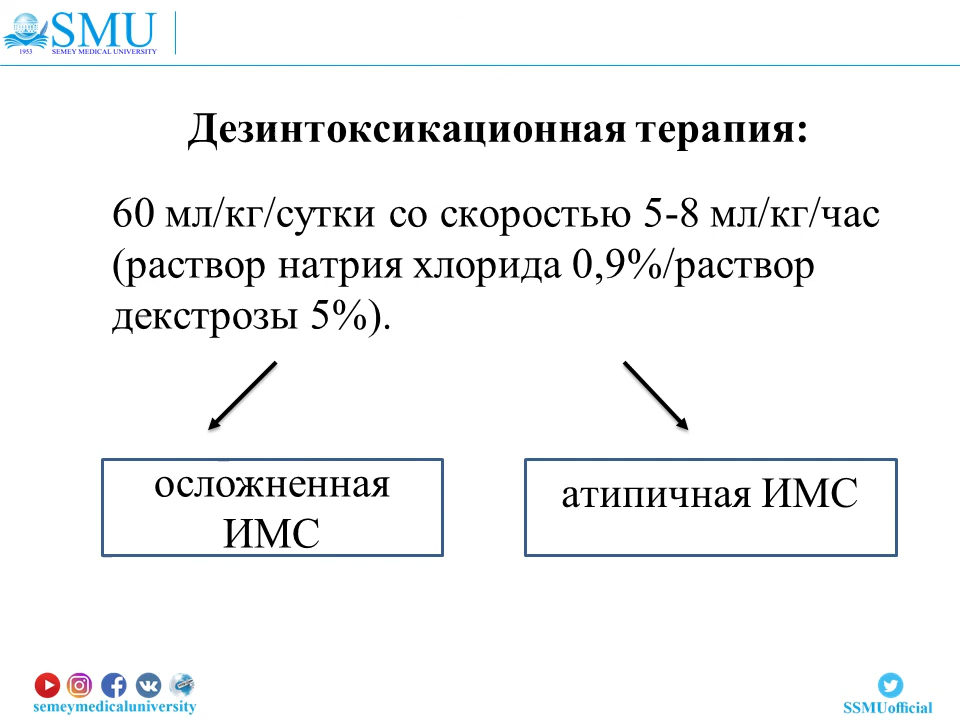 SMU
1953 SEMEY MEDICAL UNIVERSITY
Дезинтоксикационная терапия:
60 мл/кг/сутки со скоростью 5-8 мл/кг/час
(раствор натрия хлорида 0,9%/раствор
декстрозы 5%).
осложненная
ИМС
атипичная ИМС
semeymedicaluniversity
SSMUofficial